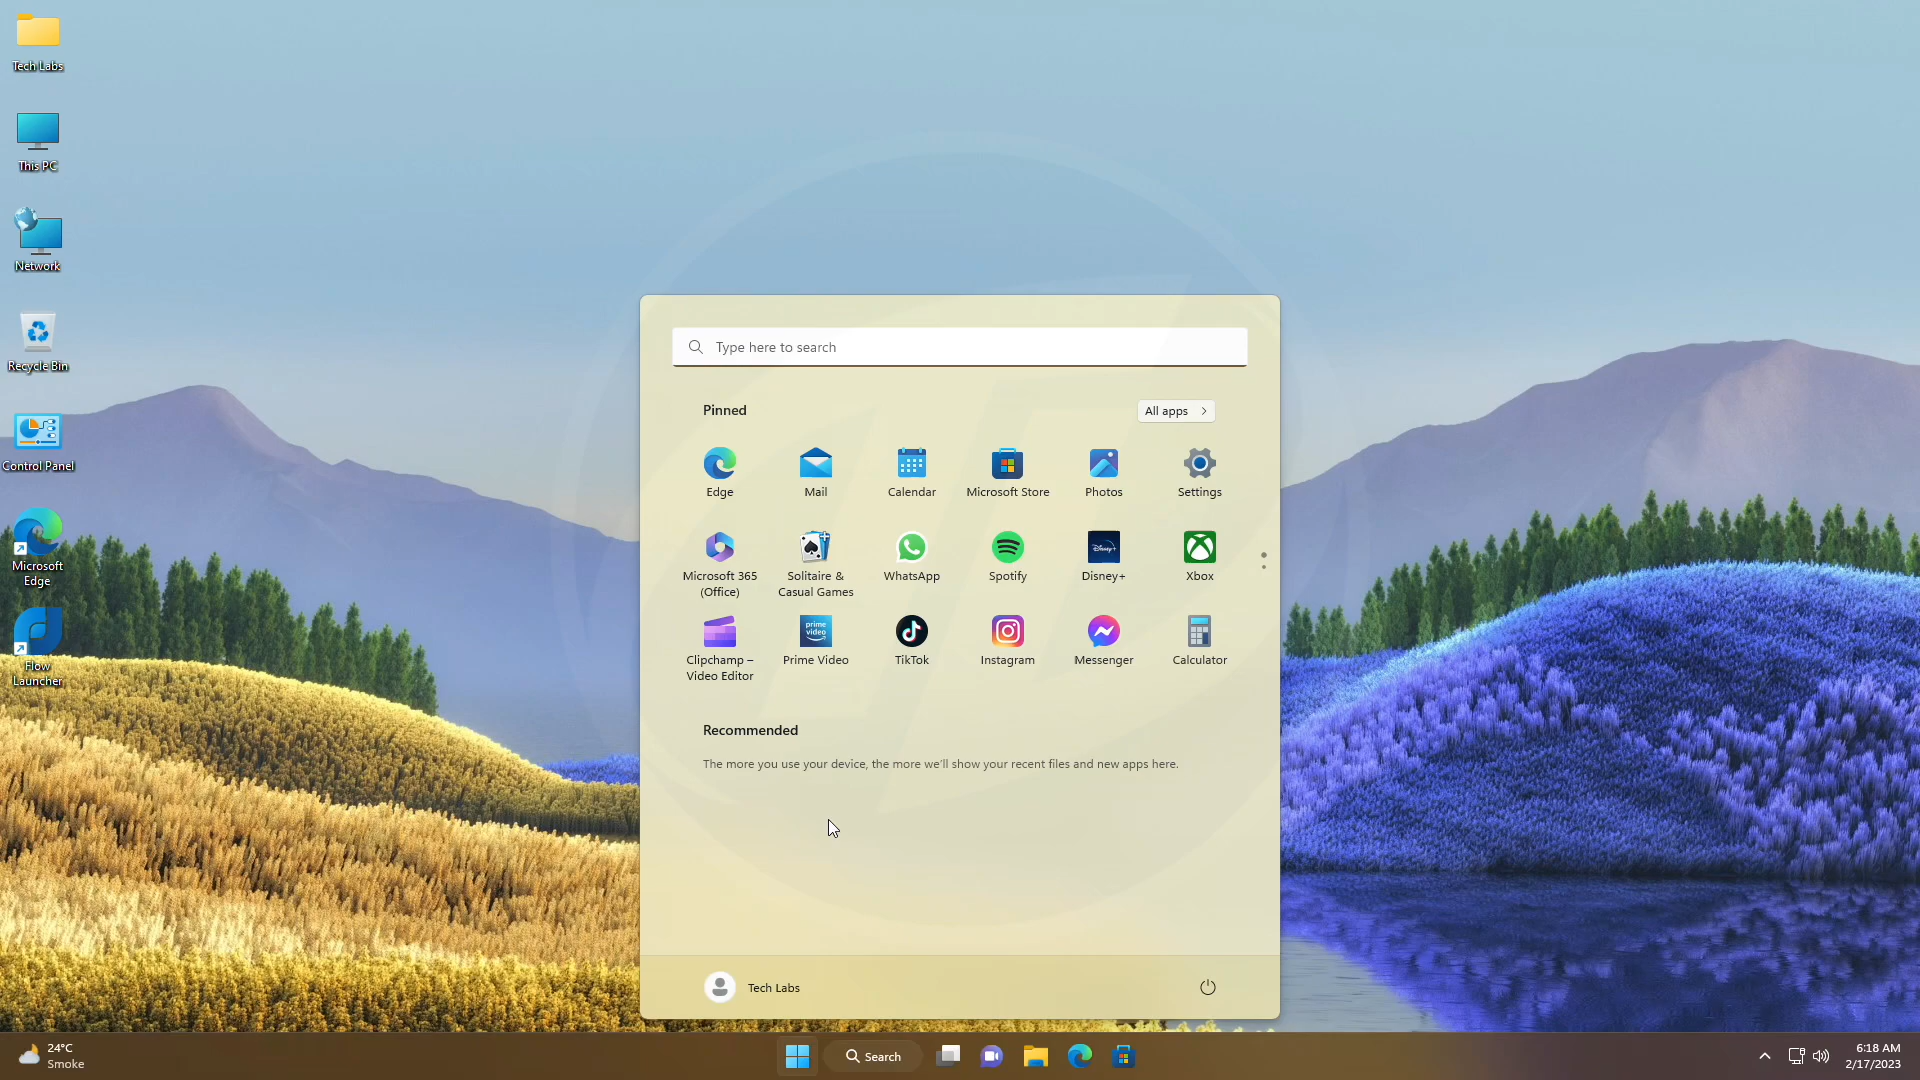 Tech Labs
This PC
Network
Recycle Bin
Control Panel
Microsoft
Edge
Flow
Launcher
Type here to search
Pinned
All apps
Edge
Mail
Calendar
Microsoft Store
Photos
Settings
Microsoft 365
(Office)
Solitaire &
Casual Games
WhatsApp
Spotify
Disney+
Disney+
Xbox
Clipchamp –
Video Editor
prime
video
Prime Video
TikTok
Instagram
Messenger
Calculator
Recommended
The more you use your device, the more we'll show your recent files and new apps here.
Tech Labs
24°C
Smoke
Search
6:18 AM
2/17/2023